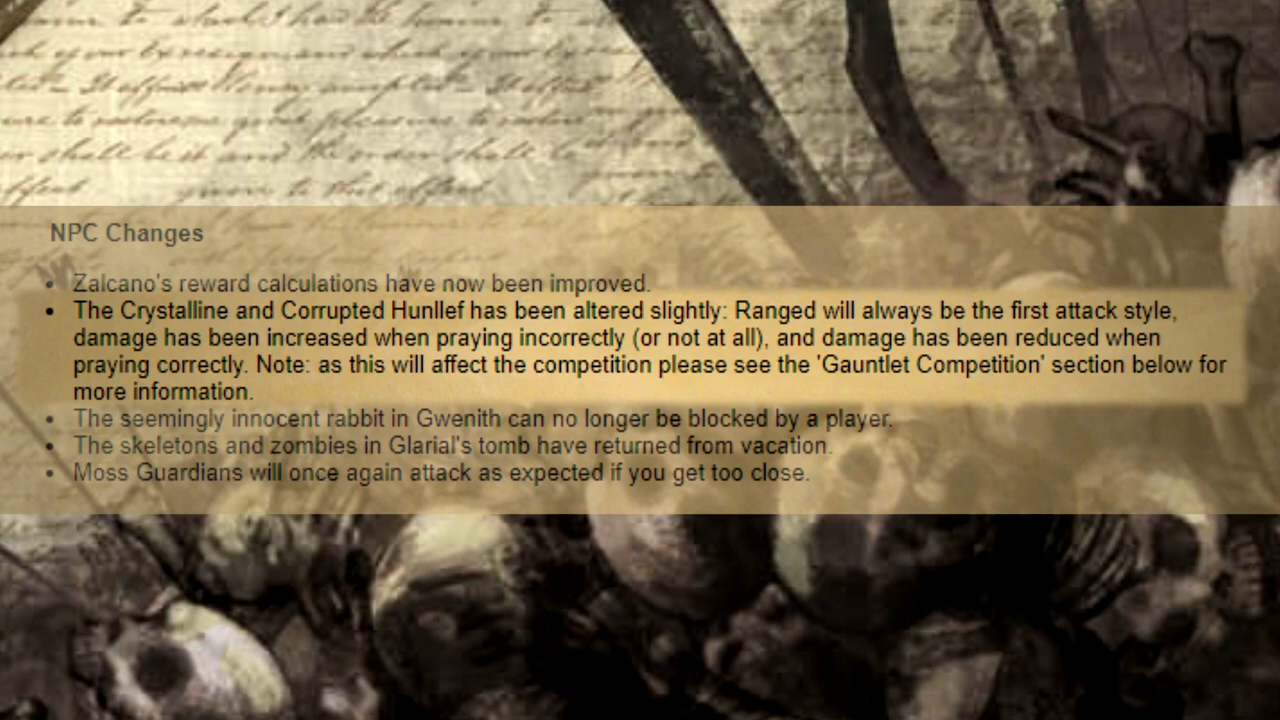 NPC Changes
• Zalcano's reward calculations have now been improved.
• The Crystalline and Corrupted Hunllef has been altered slightly: Ranged will always be the first attack style,
damage has been increased when praying incorrectly (or not at all), and damage has been reduced when
praying correctly. Note: as this will affect the competition please see the 'Gauntlet Competition' section below for
more information.
• The seemingly innocent rabbit in Gwenith can no longer be blocked by a player.
• The skeletons and zombies in Glarial's tomb have returned from vacation.
• Moss Guardians will once again attack as expected if you get too close.